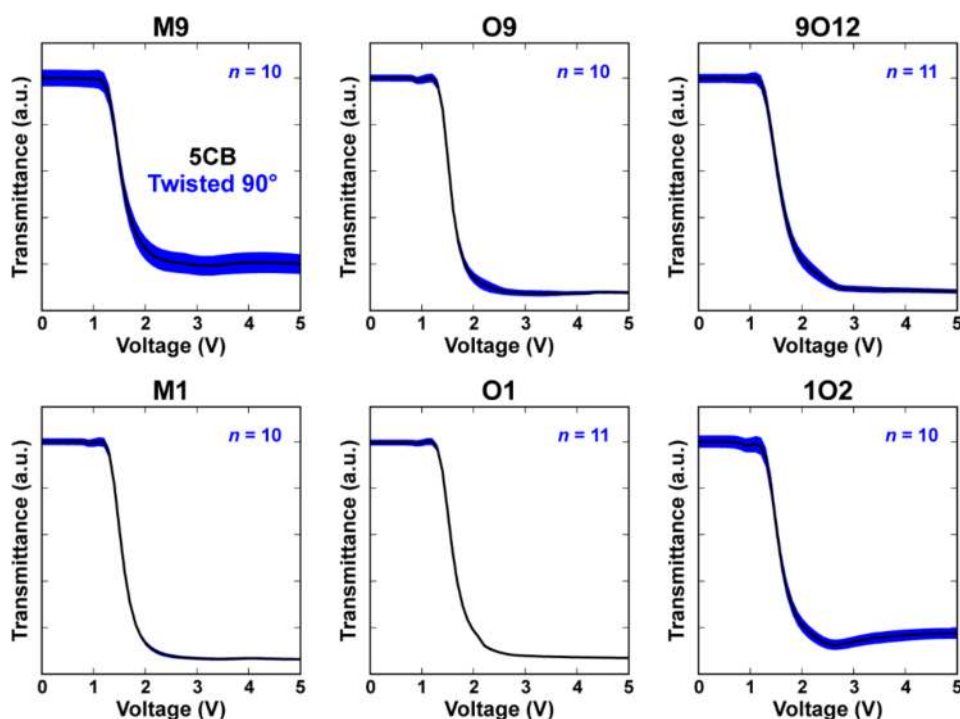 M9
O9
9O12
n = 10
n = 10
n = 11
5CB
Twisted 90°
Transmittance (a.u.)
Transmittance (a.u.)
Transmittance (a.u.)
0 1 2 3 4 5
0 1 2 3 4 5
0 1 2 3 4 5
Voltage (V)
Voltage (V)
Voltage (V)
M1
O1
1O2
n = 10
n = 11
n = 10
Transmittance (a.u.)
Transmittance (a.u.)
Transmittance (a.u.)
0 1 2 3 4 5
0 1 2 3 4 5
0 1 2 3 4 5
Voltage (V)
Voltage (V)
Voltage (V)